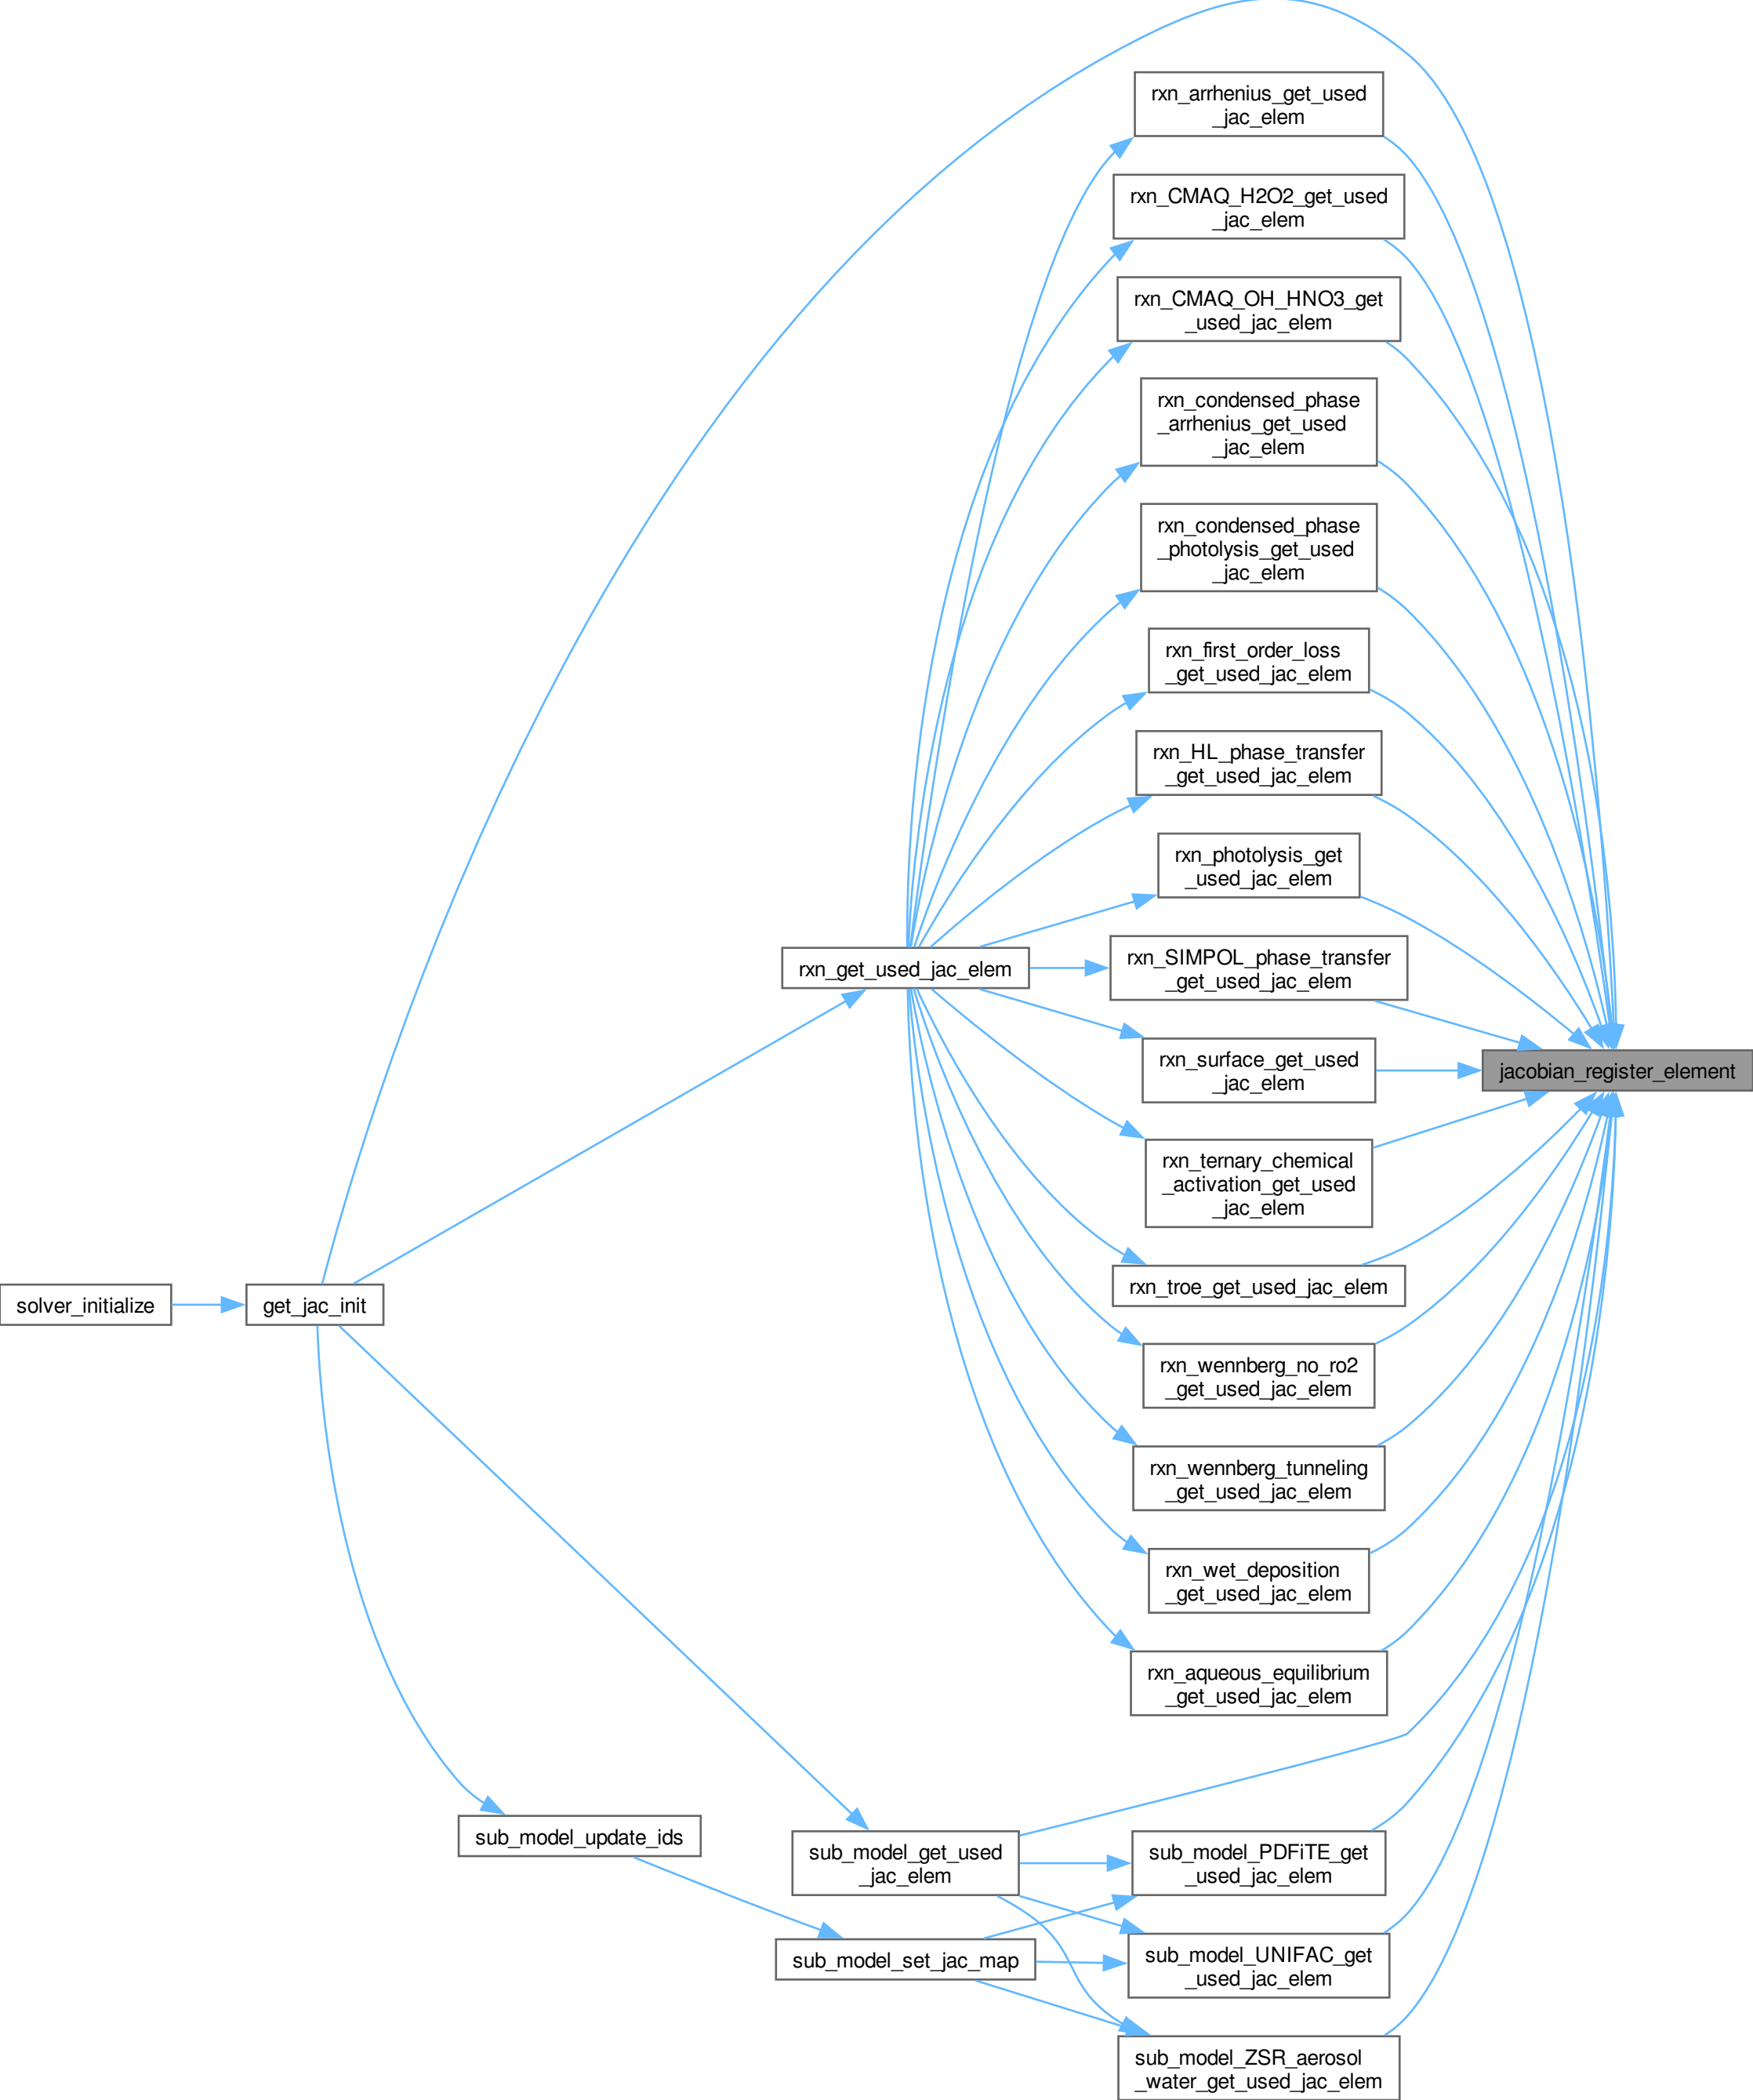 rxn_arrhenius_get_used
_jac_elem
rxn_CMAQ_H2O2_get_used
_jac_elem
rxn_CMAQ_OH_HNO3_get
_used_jac_elem
rxn_condensed_phase
_arrhenius_get_used
_jac_elem
rxn_condensed_phase
_photolysis_get_used
_jac_elem
rxn_first_order_loss
_get_used_jac_elem
rxn_HL_phase_transfer
_get_used_jac_elem
rxn_photolysis_get
_used_jac_elem
rxn_get_used_jac_elem
rxn_SIMPOL_phase_transfer
_get_used_jac_elem
rxn_surface_get_used
_jac_elem
jacobian_register_element
rxn_ternary_chemical
_activation_get_used
_jac_elem
solver_initialize
get_jac_init
rxn_troe_get_used_jac_elem
rxn_wennberg_no_ro2
_get_used_jac_elem
rxn_wennberg_tunneling
_get_used_jac_elem
rxn_wet_deposition
_get_used_jac_elem
rxn_aqueous_equilibrium
_get_used_jac_elem
sub_model_update_ids
sub_model_get_used
_jac_elem
sub_model_PDFiTE_get
_used_jac_elem
sub_model_set_jac_map
sub_model_UNIFAC_get
_used_jac_elem
sub_model_ZSR_aerosol
_water_get_used_jac_elem